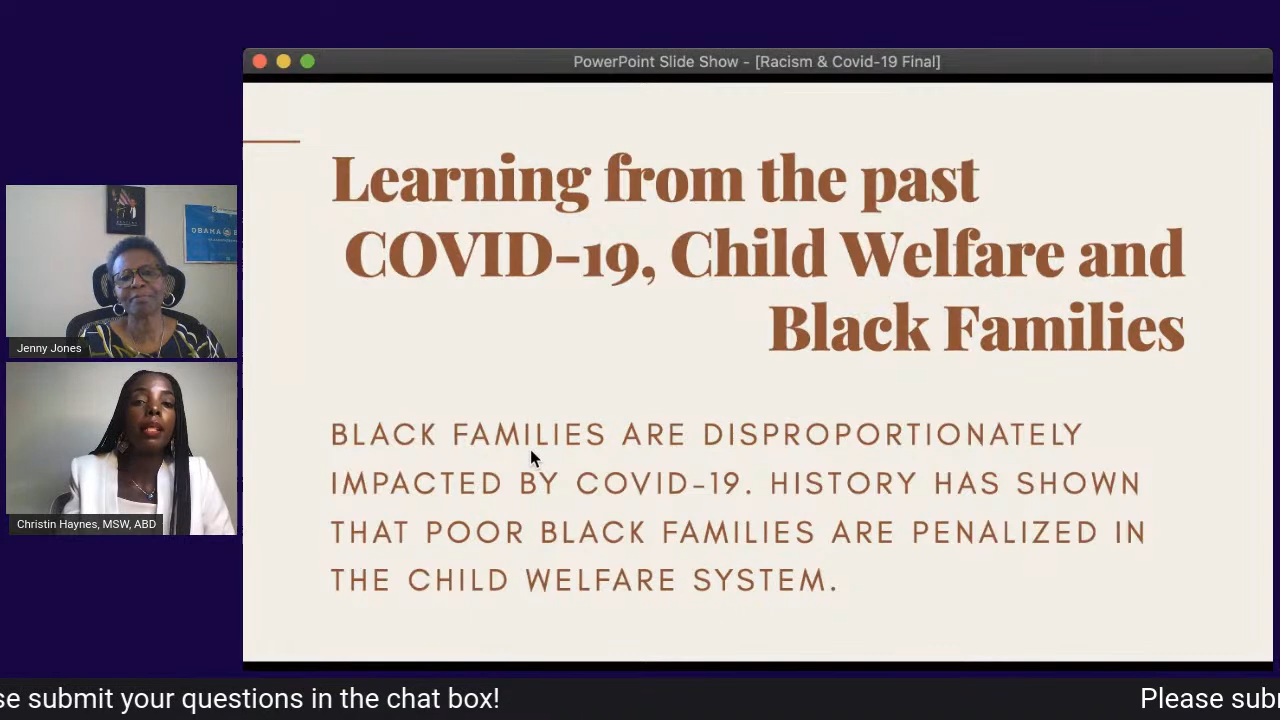 PowerPoint Slide Show - [Racism & Covid-19 Final]
Learning from the past
COVID-19, Child Welfare and
Black Families
BLACK FAMILIES ARE DISPROPORTIONATELY
IMPACTED BY COVID-19. HISTORY HAS SHOWN
THAT POOR BLACK FAMILIES ARE PENALIZED IN
THE CHILD WELFARE SYSTEM.
OBAMA
Jenny Jones
Christin Haynes, MSW, ABD
se submit your questions in the chat box!
Please subm